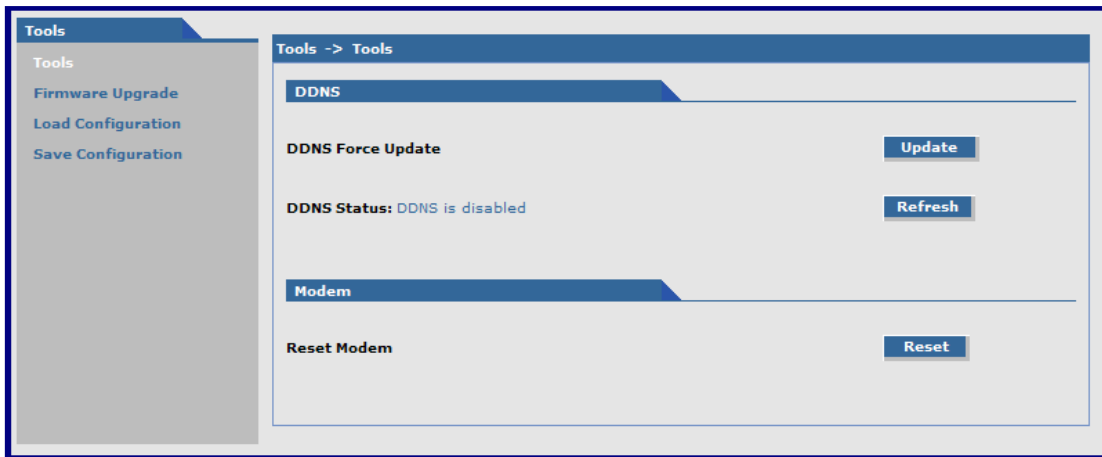 Tools
Tools
Firmware Upgrade
Load Configuration
Save Configuration
Tools -> Tools
DDNS
DDNS Force Update Update
DDNS Status: DDNS is disabled Refresh
Modem
Reset Modem Reset